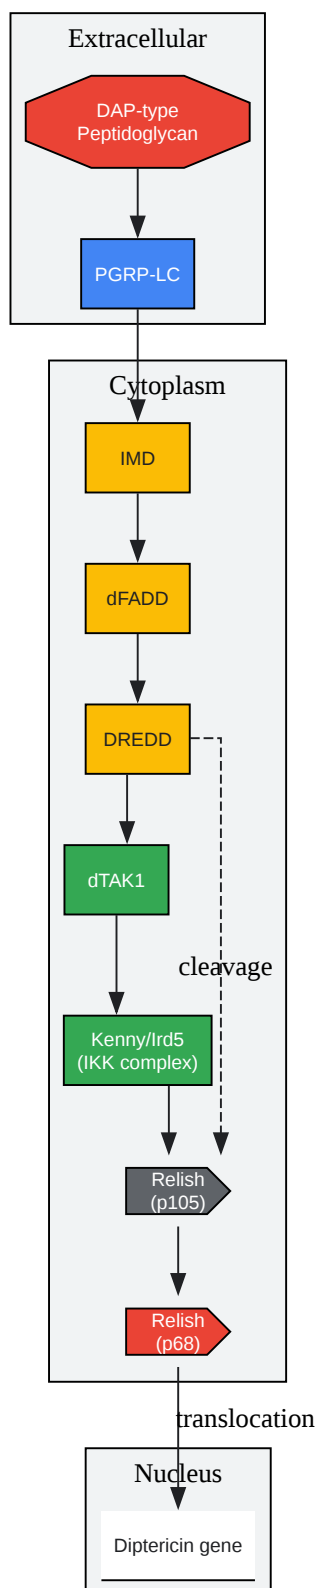 Extracellular
DAP-type
Peptidoglycan
PGRP-LC
Cytoplasm
IMD
dFADD
DREDD
dTAK1
cleavage
Kenny/Ird5
(IKK complex)
Relish
(p105)
Relish
(p68)
translocation
Nucleus
Diptericin gene